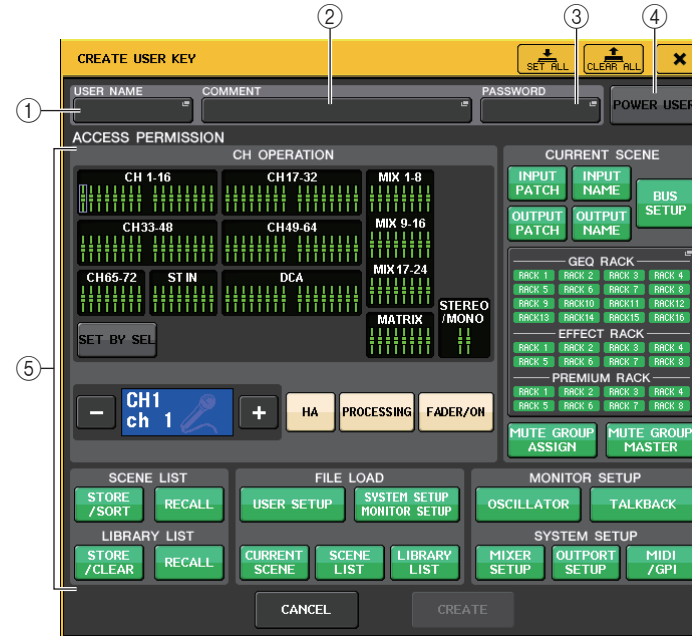 ① ② ③ ④ ⑤
CREATE USER KEY
SET ALL
CLEAR ALL
USER NAME
COMMENT
PASSWORD
POWER USER
ACCESS PERMISSION
CH OPERATION
CH 1-16
CH17-32
MIX 1-8
CH33-48
CH49-64
MIX 9-16
CH65-72
ST IN
DCA
MIX17-24
MATRIX
STEREO
/MONO
SET BY SEL
CH1
ch 1
HA
PROCESSING
FADER/ON
CURRENT SCENE
INPUT
PATCH
INPUT
NAME
BUS
SETUP
OUTPUT
PATCH
OUTPUT
NAME
GEQ RACK
RACK 1 RACK 2 RACK 3 RACK 4
RACK 5 RACK 6 RACK 7 RACK 8
RACK 9 RACK10 RACK11 RACK12
RACK13 RACK14 RACK15 RACK16
EFFECT RACK
RACK 1 RACK 2 RACK 3 RACK 4
RACK 5 RACK 6 RACK 7 RACK 8
PREMIUM RACK
RACK 1 RACK 2 RACK 3 RACK 4
RACK 5 RACK 6 RACK 7 RACK 8
MUTE GROUP
ASSIGN
MUTE GROUP
MASTER
SCENE LIST
STORE
/SORT
RECALL
LIBRARY LIST
STORE
/CLEAR
RECALL
FILE LOAD
USER SETUP
SYSTEM SETUP
MONITOR SETUP
CURRENT
SCENE
SCENE
LIST
LIBRARY
LIST
MONITOR SETUP
OSCILLATOR
TALKBACK
SYSTEM SETUP
MIXER
SETUP
OUTPORT
SETUP
MIDI
/GPI
CANCEL
CREATE